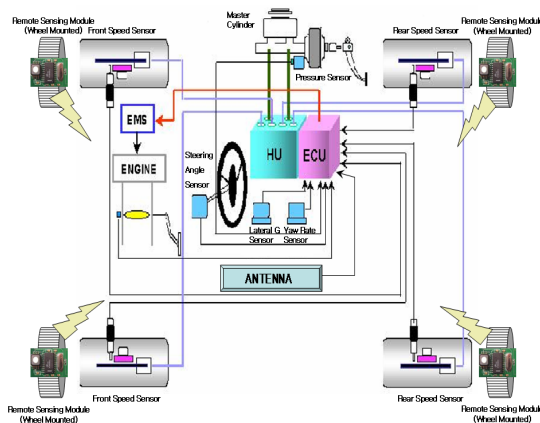 Master
Cylinder
Remote Sensing Module
(Wheel Mounted)
Front Speed Sensor
Rear Speed Sensor
Remote Sensing Module
(Wheel Mounted)
Pressure Sensor
EMS
HU
ECU
ENGINE
Steering
Angle
Sensor
Lateral G
Sensor
Yaw Rate
Sensor
ANTENNA
Front Speed Sensor
Rear Speed Sensor
Remote Sensing Module
(Wheel Mounted)
Remote Sensing Module
(Wheel Mounted)